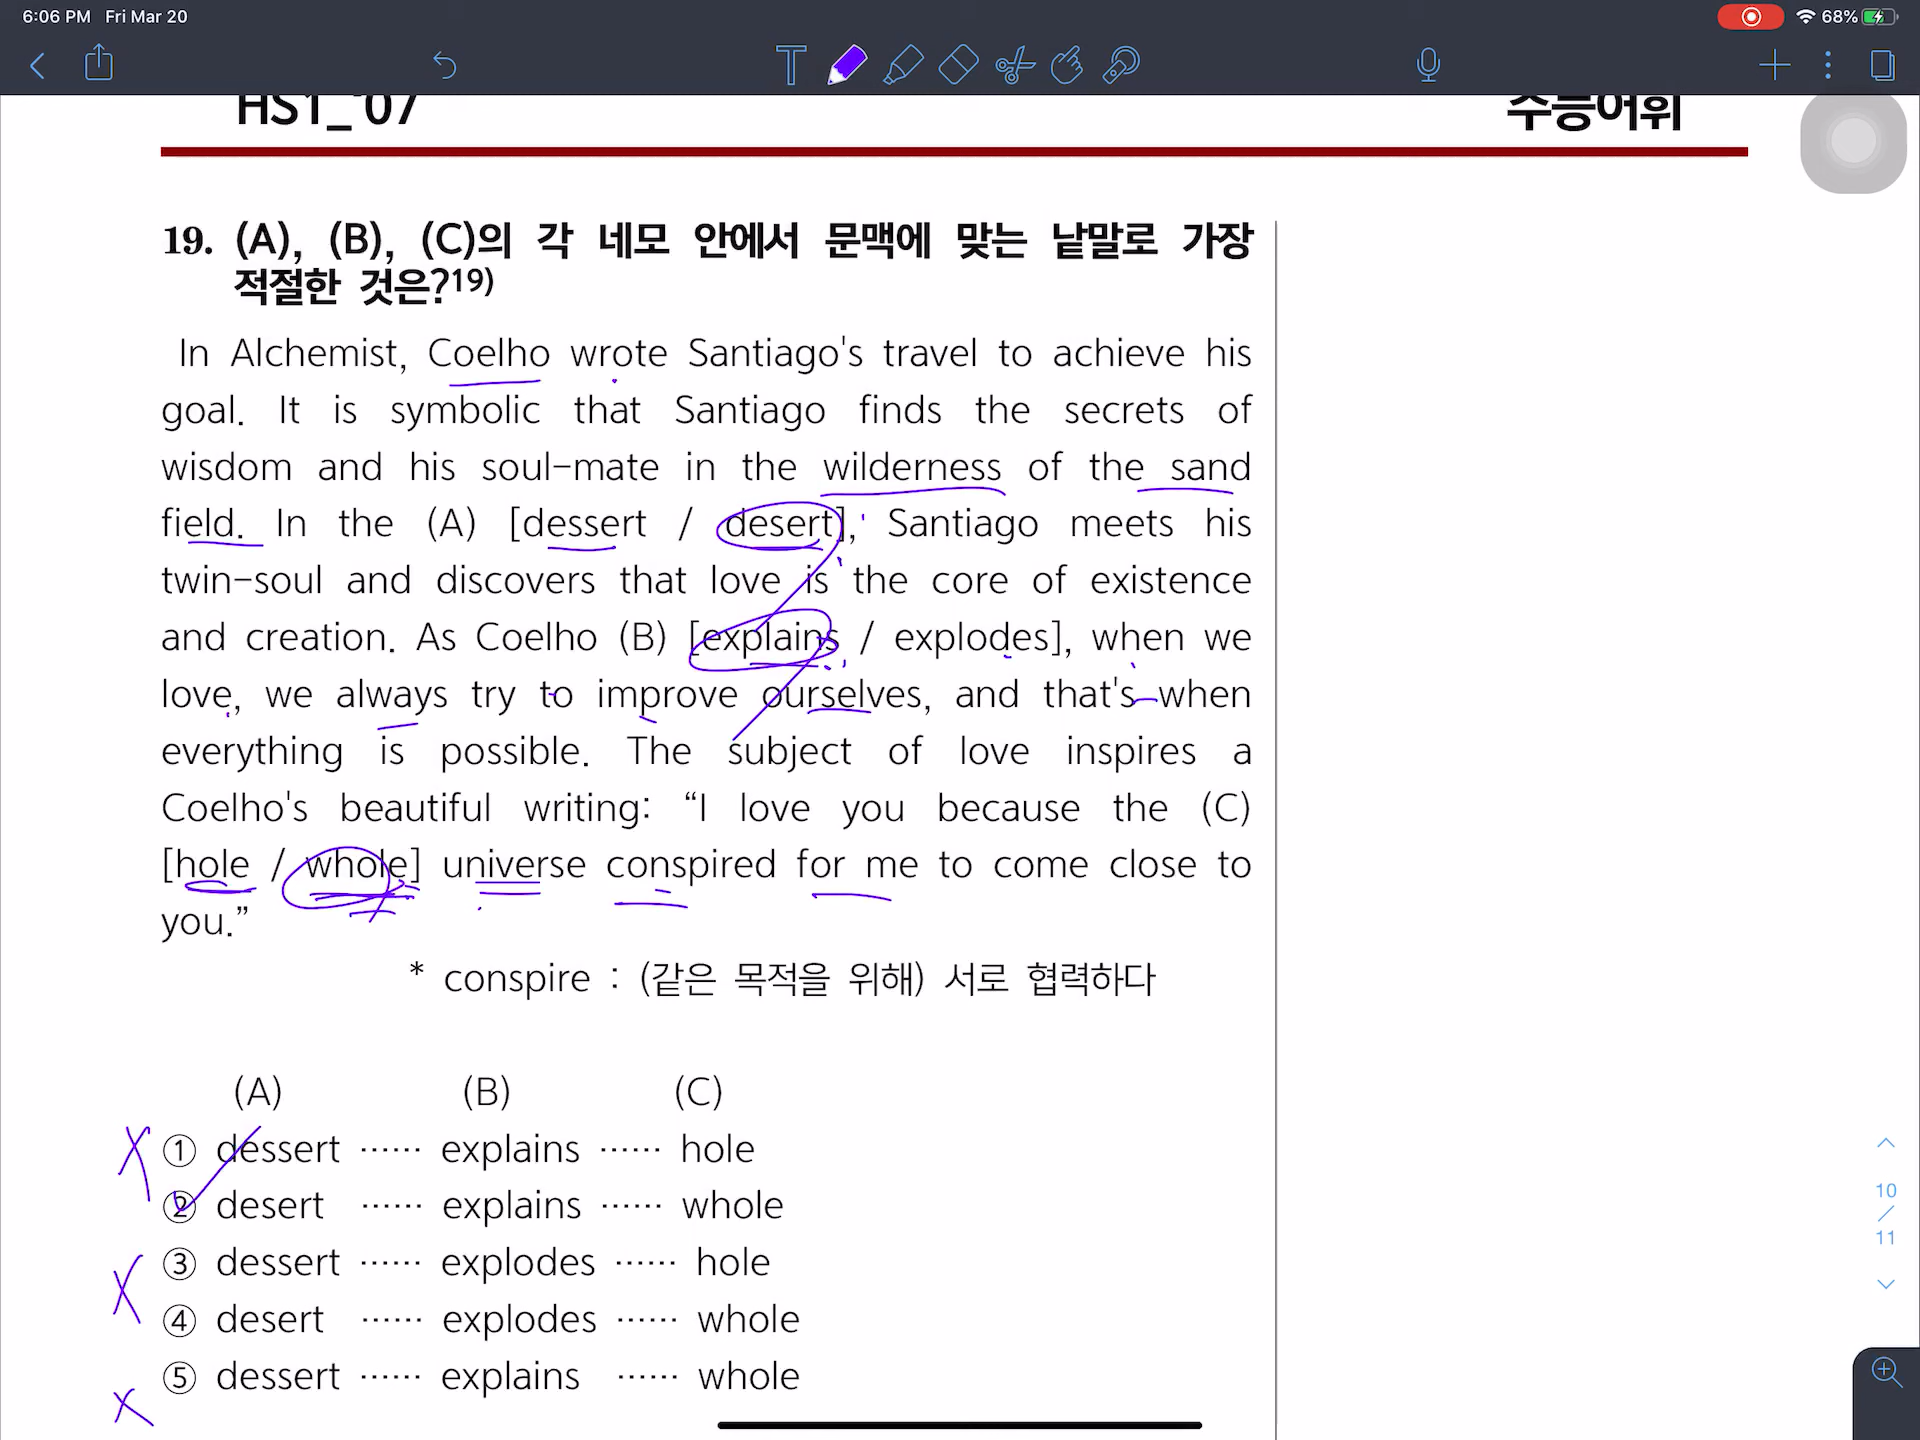 6:06 PM Fri Mar 20
68%
HS1_ '07
수능어휘
19. (A), (B), (C)의 각 네모 안에서 문맥에 맞는 낱말로 가장
적절한 것은?19)
In Alchemist, Coelho wrote Santiago's travel to achieve his
goal. It is symbolic that Santiago finds the secrets of
wisdom and his soul-mate in the wilderness of the sand
field. In the (A) [dessert / desert], Santiago meets his
twin-soul and discovers that love is the core of existence
and creation. As Coelho (B) [explains / explodes], when we
love, we always try to improve ourselves, and that's when
everything is possible. The subject of love inspires a
Coelho's beautiful writing: “I love you because the (C)
[hole / whole] universe conspired for me to come close to
you.”
* conspire : (같은 목적을 위해) 서로 협력하다
(A) (B) (C)
① dessert ······ explains ······ hole
② desert ······ explains ······ whole
③ dessert ······ explodes ······ hole
④ desert ······ explodes ······ whole
⑤ dessert ······ explains ······ whole
10
/
11